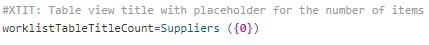 #XTIT: Table view title with placeholder for the number of items
worklistTableTitleCount=Suppliers ({0})